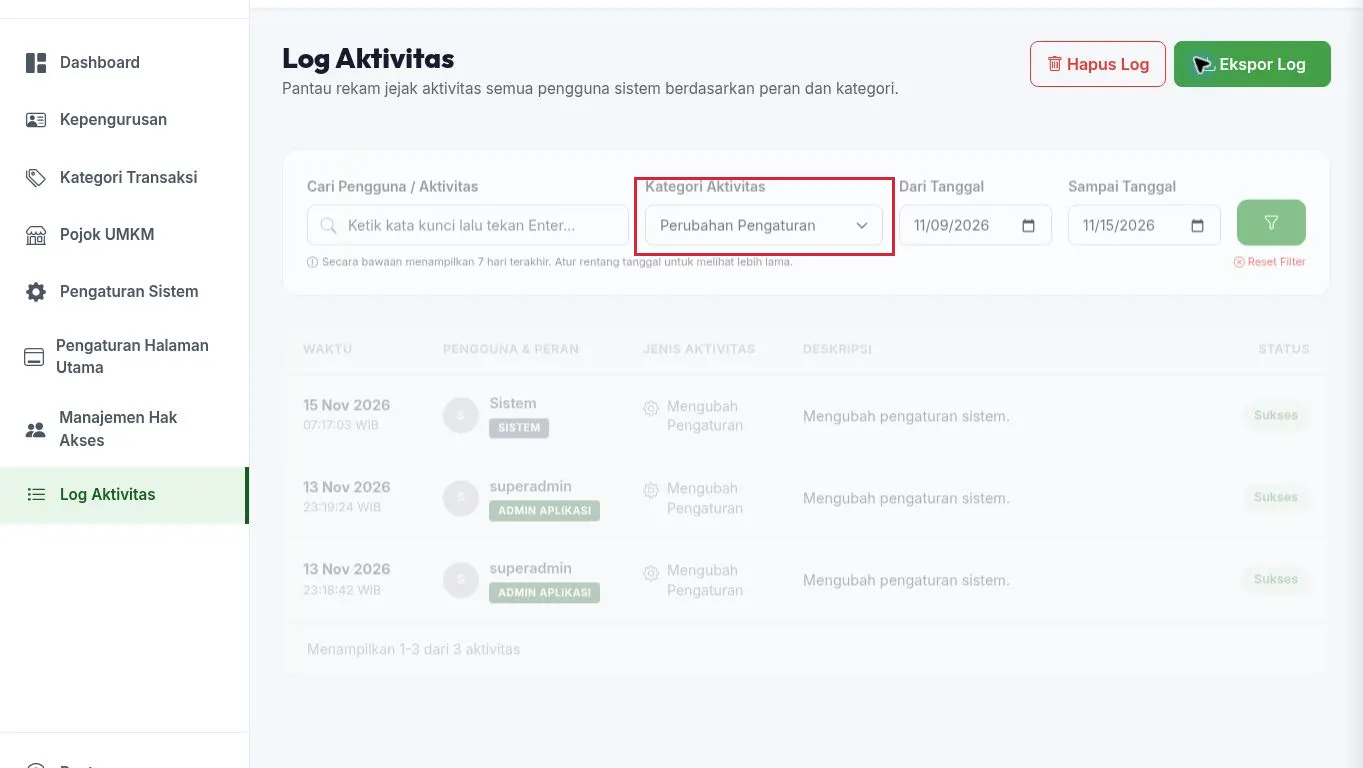 Dashboard
Kepengurusan
Kategori Transaksi
Pojok UMKM
Pengaturan Sistem
Pengaturan Halaman
Utama
Manajemen Hak
Akses
Log Aktivitas
Log Aktivitas
Pantau rekam jejak aktivitas semua pengguna sistem berdasarkan peran dan kategori.
Hapus Log
Ekspor Log
Cari Pengguna / Aktivitas
Ketik kata kunci lalu tekan Enter...
Kategori Aktivitas
Perubahan Pengaturan
Dari Tanggal
11/09/2026
Sampai Tanggal
11/15/2026
Secara bawaan menampilkan 7 hari terakhir. Atur rentang tanggal untuk melihat lebih lama.
Reset Filter
WAKTU PENGGUNA & PERAN JENIS AKTIVITAS DESKRIPSI STATUS
15 Nov 2026
07:17:03 WIB
S
Sistem
SISTEM
Mengubah
Pengaturan
Mengubah pengaturan sistem.
Sukses
13 Nov 2026
23:19:24 WIB
S
superadmin
ADMIN APLIKASI
Mengubah
Pengaturan
Mengubah pengaturan sistem.
Sukses
13 Nov 2026
23:18:42 WIB
S
superadmin
ADMIN APLIKASI
Mengubah
Pengaturan
Mengubah pengaturan sistem.
Sukses
Menampilkan 1-3 dari 3 aktivitas